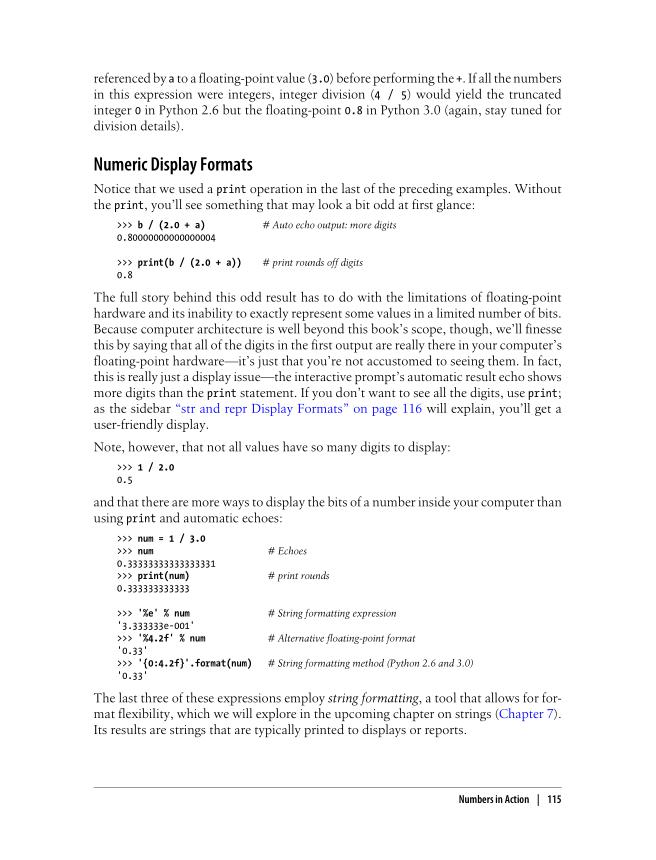 referenced by a to a floating-point value (3.0) before performing the +. If all the numbers
in this expression were integers, integer division (4 / 5) would yield the truncated
integer 0 in Python 2.6 but the floating-point 0.8 in Python 3.0 (again, stay tuned for
division details).
Numeric Display Formats
Notice that we used a print operation in the last of the preceding examples. Without
the print, you’ll see something that may look a bit odd at first glance:
>>> b / (2.0 + a) # Auto echo output: more digits
0.80000000000000004
>>> print(b / (2.0 + a)) # print rounds off digits
0.8
The full story behind this odd result has to do with the limitations of floating-point
hardware and its inability to exactly represent some values in a limited number of bits.
Because computer architecture is well beyond this book’s scope, though, we’ll finesse
this by saying that all of the digits in the first output are really there in your computer’s
floating-point hardware—it’s just that you’re not accustomed to seeing them. In fact,
this is really just a display issue—the interactive prompt’s automatic result echo shows
more digits than the print statement. If you don’t want to see all the digits, use print;
as the sidebar “str and repr Display Formats” on page 116 will explain, you’ll get a
user-friendly display.
Note, however, that not all values have so many digits to display:
>>> 1 / 2.0
0.5
and that there are more ways to display the bits of a number inside your computer than
using print and automatic echoes:
>>> num = 1 / 3.0
>>> num # Echoes
0.33333333333333331
>>> print(num) # print rounds
0.333333333333
>>> '%e' % num # String formatting expression
'3.333333e-001'
>>> '%4.2f' % num # Alternative floating-point format
'0.33'
>>> '{0:4.2f}'.format(num) # String formatting method (Python 2.6 and 3.0)
'0.33'
The last three of these expressions employ string formatting, a tool that allows for for-
mat flexibility, which we will explore in the upcoming chapter on strings (Chapter 7).
Its results are strings that are typically printed to displays or reports.
Numbers in Action | 115